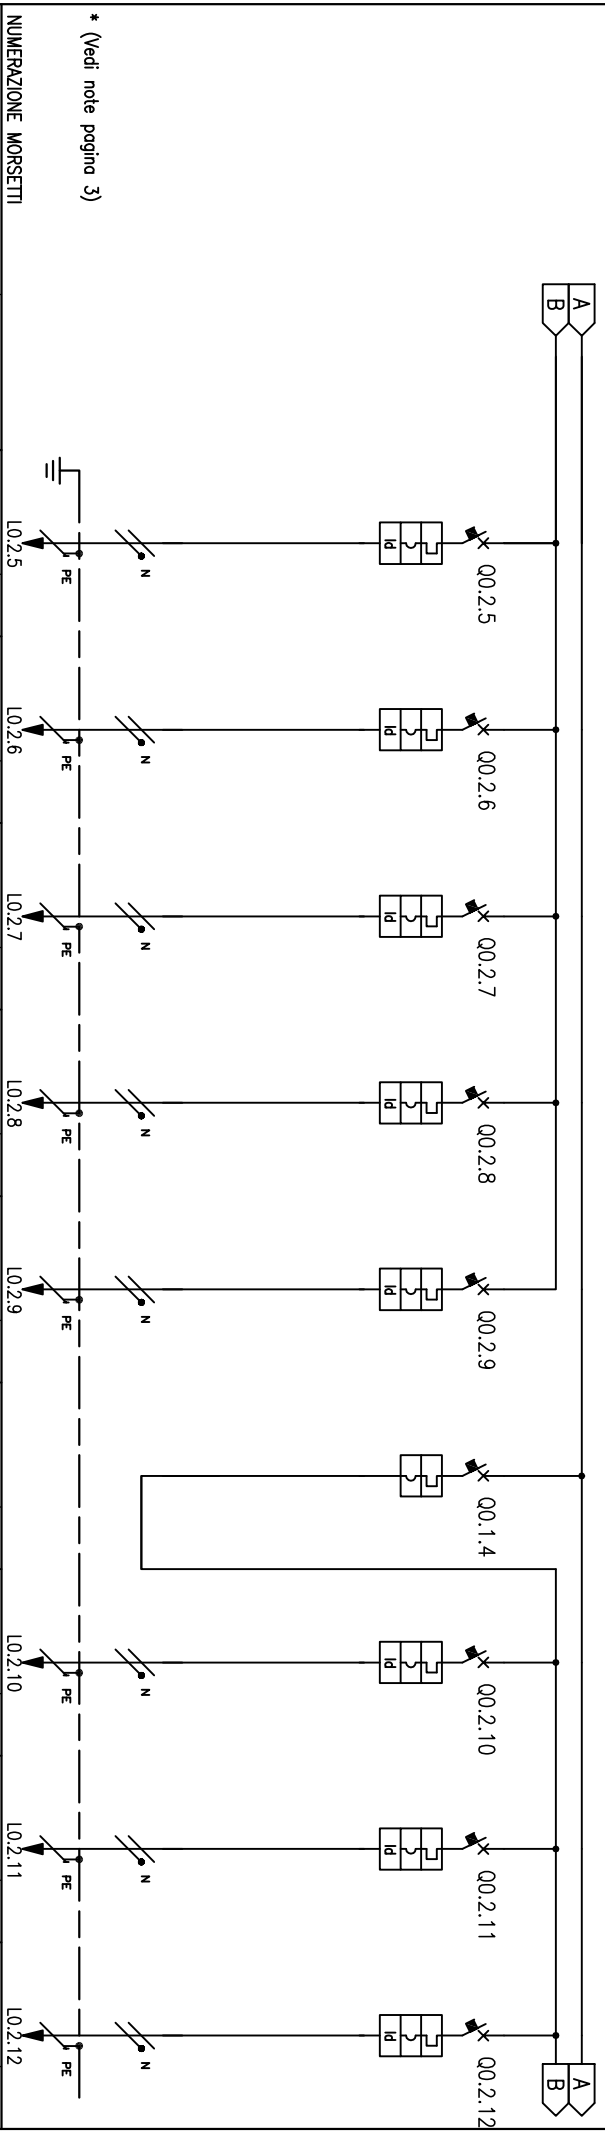 A
B
Q0.2.5
Q0.2.6
Q0.2.7
Q0.2.8
Q0.2.9
Q0.1.4
Q0.2.10
Q0.2.11
Q0.2.12
A
B
Id
Id
Id
Id
Id
Id
Id
Id
N
N
N
N
N
N
N
N
* (Vedi note pagina 3)
PE
PE
PE
PE
PE
PE
PE
PE
NUMERAZIONE MORSETTI
L0.2.5
L0.2.6
L0.2.7
L0.2.8
L0.2.9
L0.2.10
L0.2.11
L0.2.12